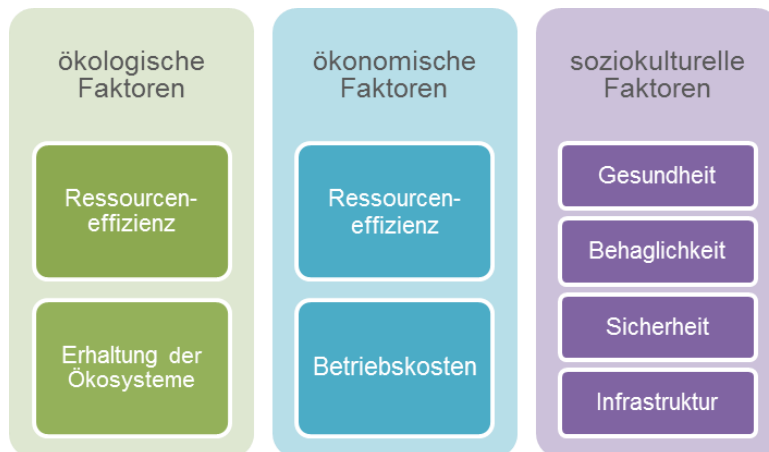 ökologische
Faktoren
Ressourcen-
effizienz
Erhaltung der
Ökosysteme
ökonomische
Faktoren
Ressourcen-
effizienz
Betriebskosten
soziokulturelle
Faktoren
Gesundheit
Behaglichkeit
Sicherheit
Infrastruktur